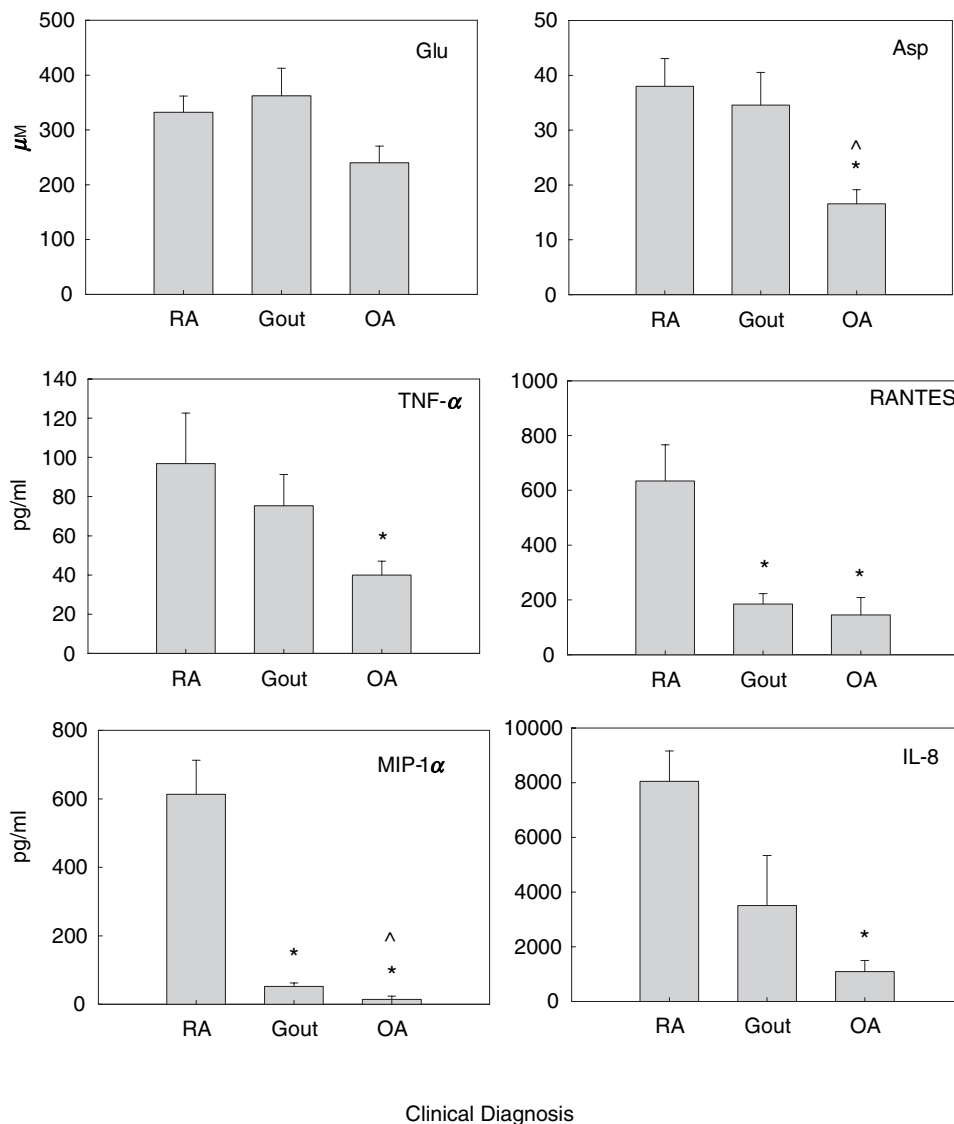 Glu
500
400
300
200
100
0
μM
RA Gout OA
Asp
50
40
30
20
10
0
^
*
RA Gout OA
TNF-α
140
120
100
80
60
40
20
0
pg/ml
*
RA Gout OA
RANTES
1000
800
600
400
200
0
* *
RA Gout OA
MIP-1α
800
600
400
200
0
pg/ml
^
* *
RA Gout OA
IL-8
10000
8000
6000
4000
2000
0
*
RA Gout OA
Clinical Diagnosis